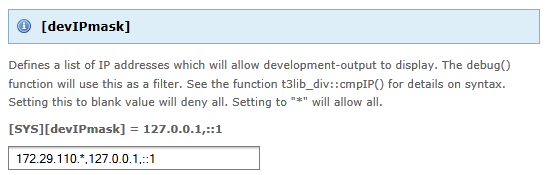 [devIPmask]
Defines a list of IP addresses which will allow development-output to display. The debug()
function will use this as a filter. See the function t3lib_div::cmpIP() for details on syntax.
Setting this to blank value will deny all. Setting to "*" will allow all.
[SYS][devIPmask] = 127.0.0.1,::1
172.29.110.*,127.0.0.1,::1